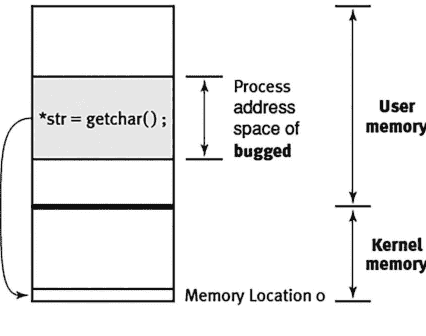 *str = getchar() ;
Process
address
space of
bugged
User
memory
Kernel
memory
Memory Location o